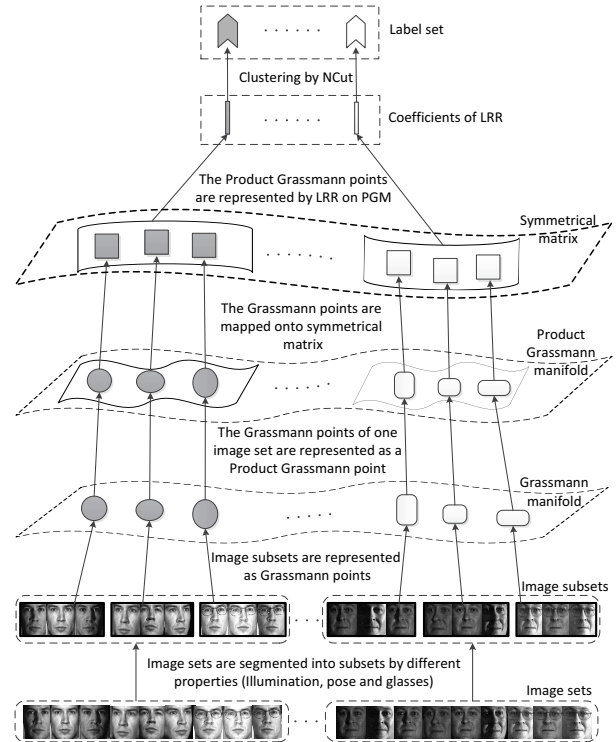 Label set
Clustering by NCut
Coefficients of LRR
The Product Grassmann points
are represented by LRR on PGM
Symmetrical
matrix
The Grassmann points are
mapped onto symmetrical
matrix
Product
Grassmann
manifold
The Grassmann points of one
image set are represented as a
Product Grassmann point
Grassmann
manifold
Image subsets are represented
as Grassmann points
Image subsets
Image sets are segmented into subsets by different
properties (Illumination, pose and glasses)
Image sets